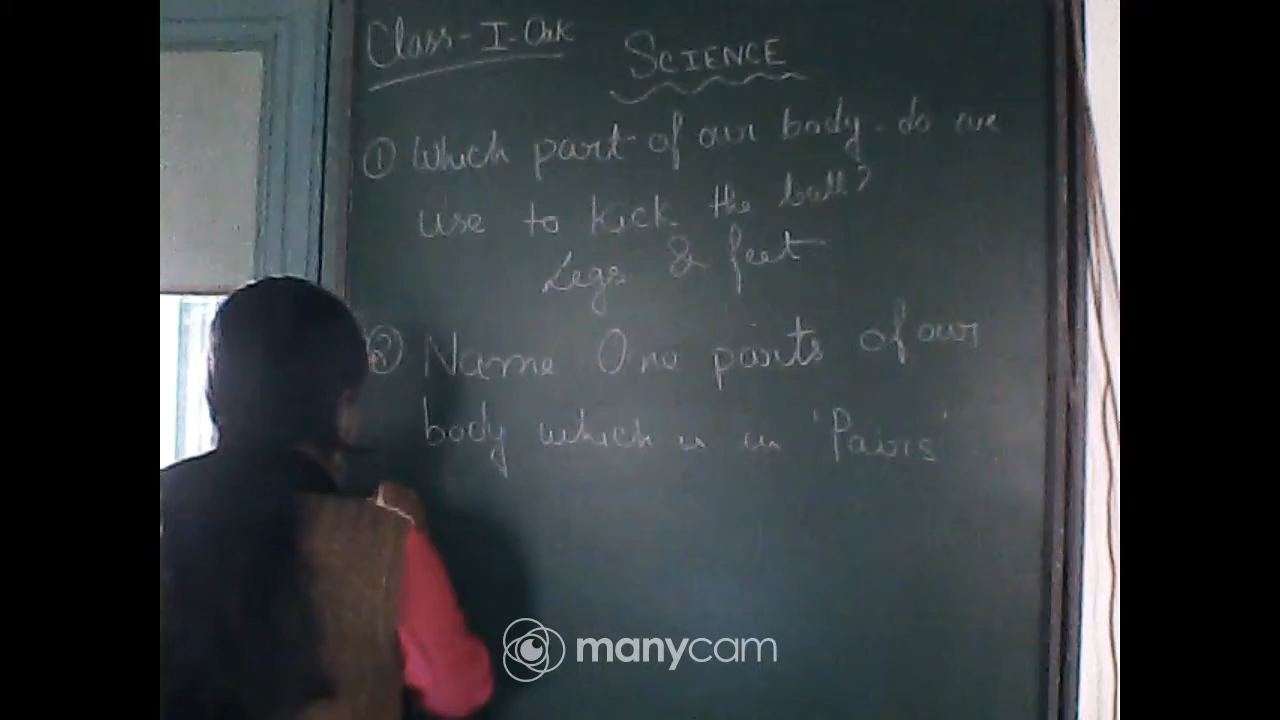 Class-I-Oak
SCIENCE
① Which part of our body do we
use to kick the ball?
Legs & feet
② Name One parts of our
body which is in 'Pairs'
manycam